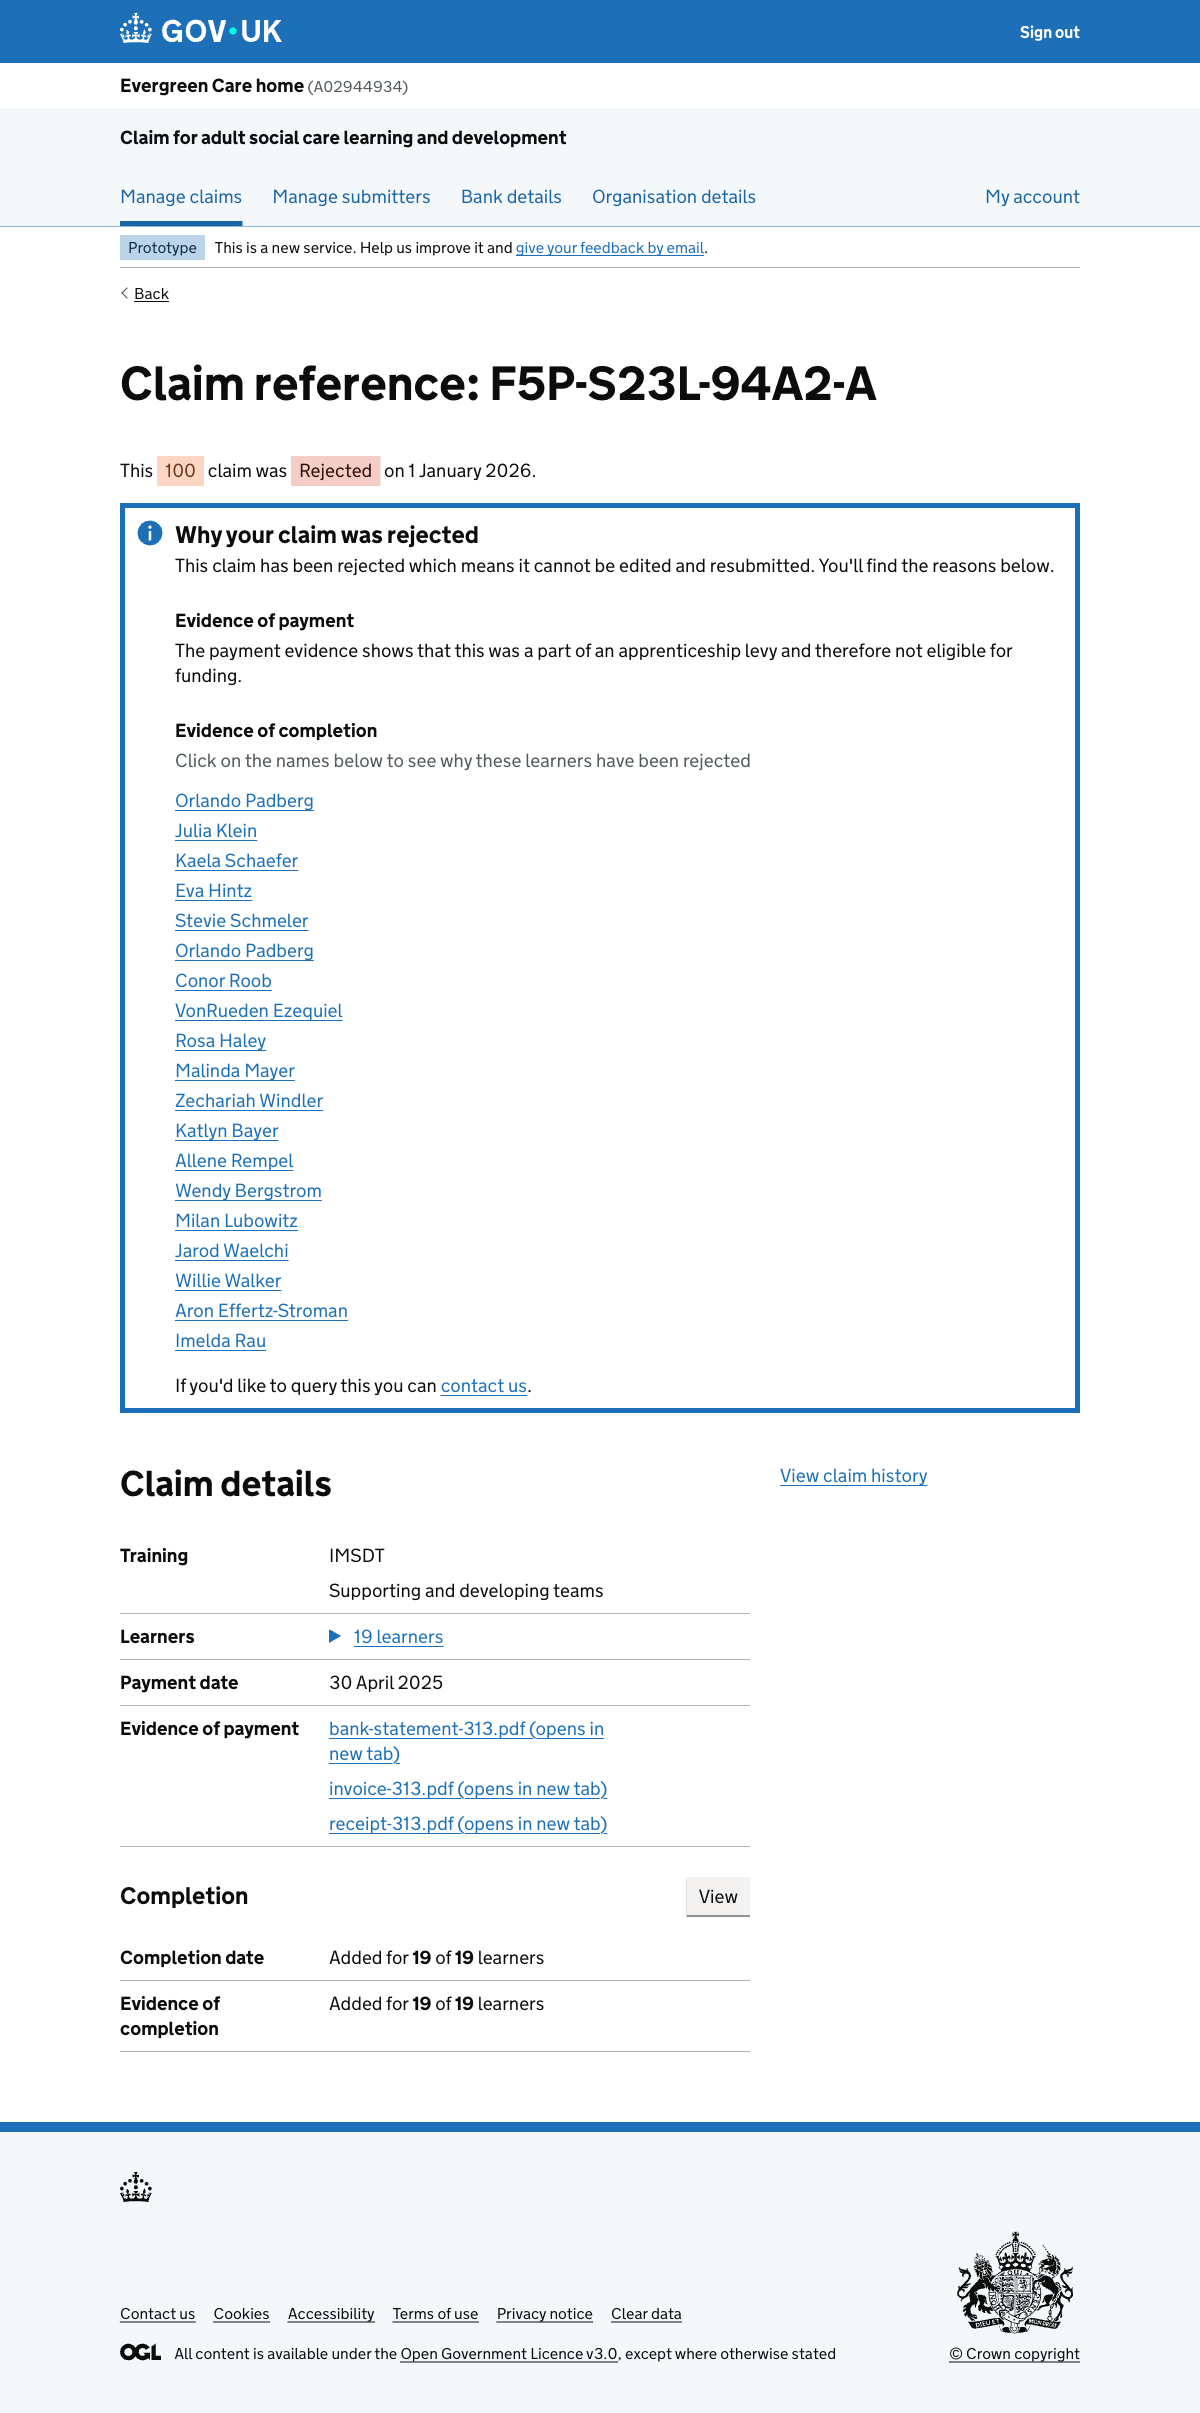 GOV·UK
Sign out
Evergreen Care home (A02944934)
Claim for adult social care learning and development
Manage claims Manage submitters Bank details Organisation details My account
Prototype This is a new service. Help us improve it and give your feedback by email.
Back
Claim reference: F5P-S23L-94A2-A
This 100 claim was Rejected on 1 January 2026.
Why your claim was rejected
This claim has been rejected which means it cannot be edited and resubmitted. You'll find the reasons below.
Evidence of payment
The payment evidence shows that this was a part of an apprenticeship levy and therefore not eligible for
funding.
Evidence of completion
Click on the names below to see why these learners have been rejected
Orlando Padberg
Julia Klein
Kaela Schaefer
Eva Hintz
Stevie Schmeler
Orlando Padberg
Conor Roob
VonRueden Ezequiel
Rosa Haley
Malinda Mayer
Zechariah Windler
Katlyn Bayer
Allene Rempel
Wendy Bergstrom
Milan Lubowitz
Jarod Waelchi
Willie Walker
Aron Effertz-Stroman
Imelda Rau
If you'd like to query this you can contact us.
Claim details
View claim history
Training IMSDT
Supporting and developing teams
Learners 19 learners
Payment date 30 April 2025
Evidence of payment bank-statement-313.pdf (opens in
new tab)
invoice-313.pdf (opens in new tab)
receipt-313.pdf (opens in new tab)
Completion View
Completion date Added for 19 of 19 learners
Evidence of Added for 19 of 19 learners
completion
Contact us Cookies Accessibility Terms of use Privacy notice Clear data
OGL All content is available under the Open Government Licence v3.0, except where otherwise stated
© Crown copyright